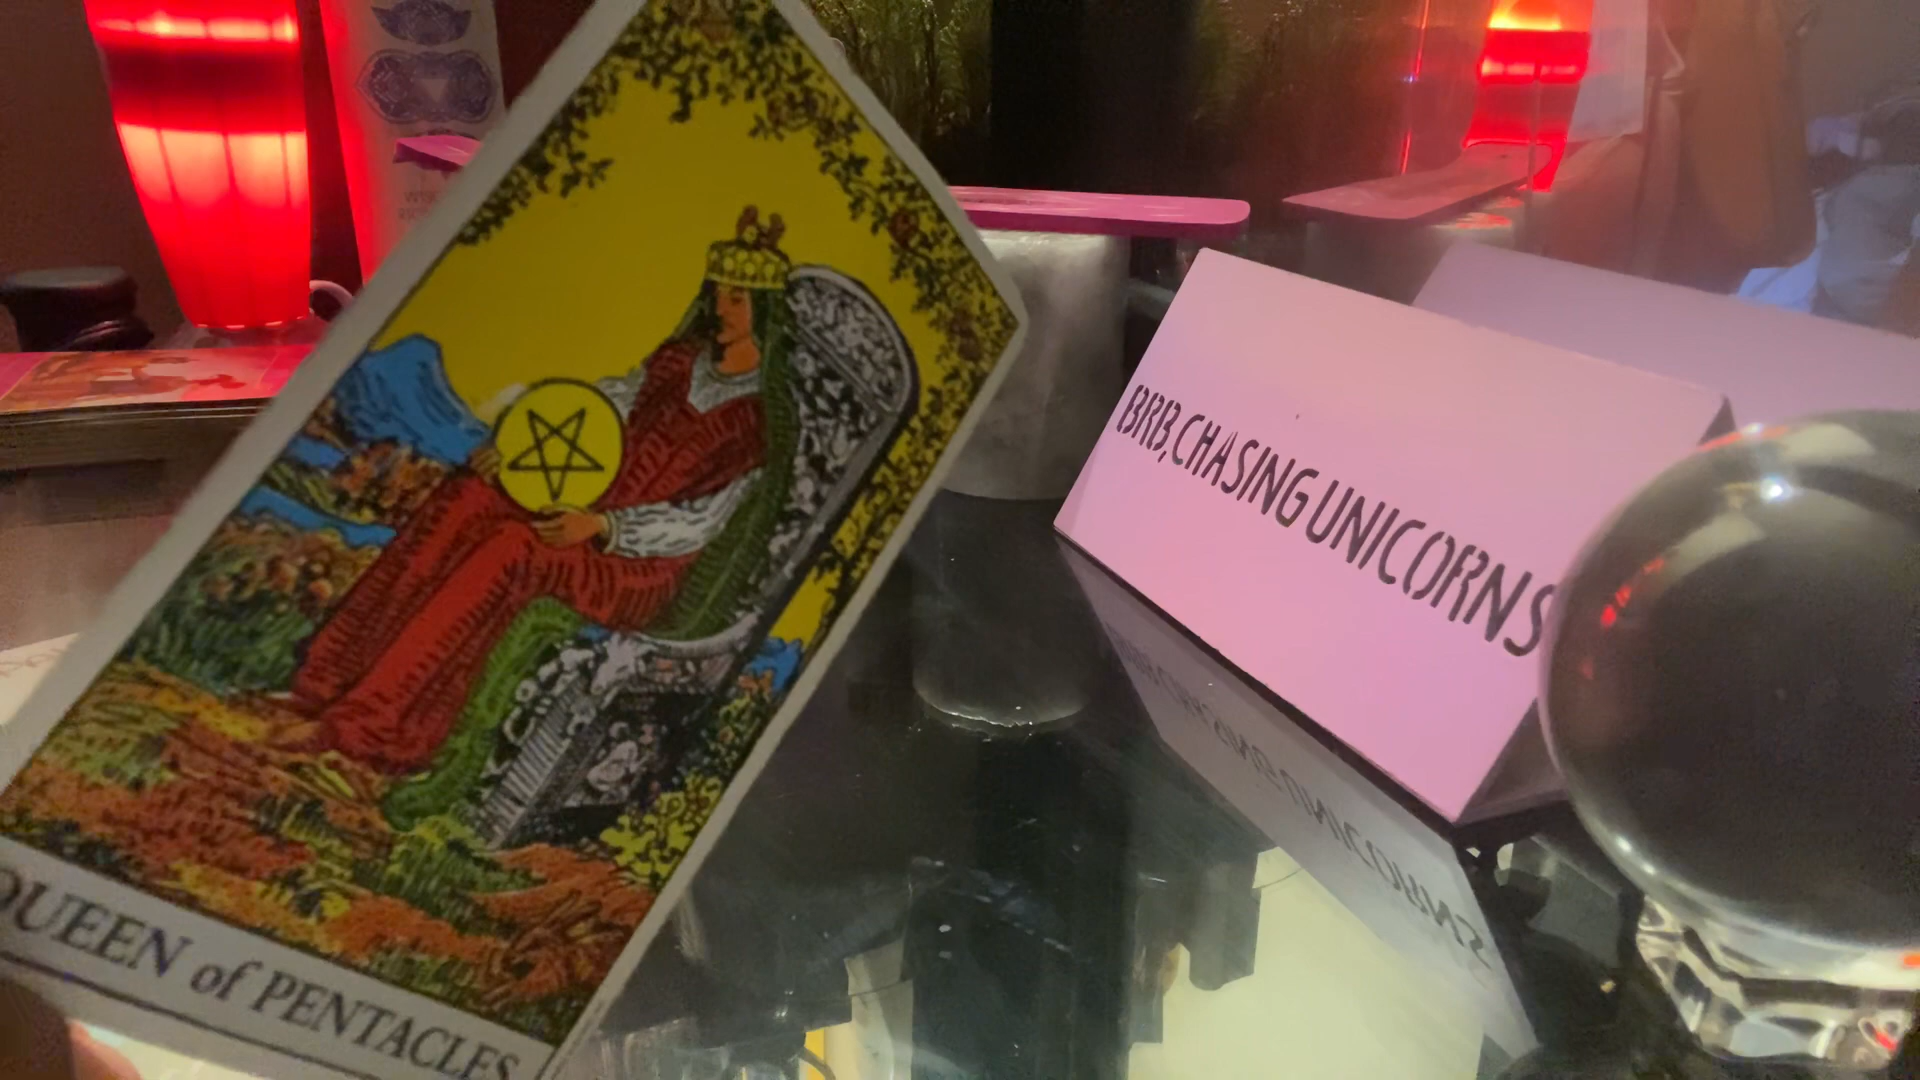 QUEEN of PENTACLES
BRB, CHASING UNICORNS